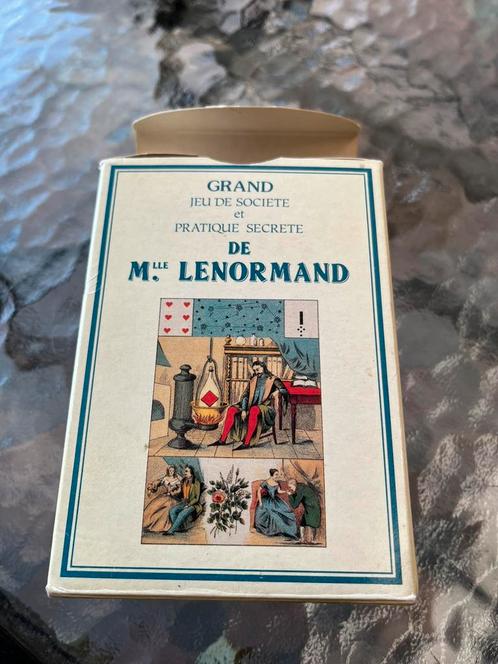 GRAND
JEU DE SOCIETE
et
PRATIQUE SECRETE
DE
M.LLE LENORMAND